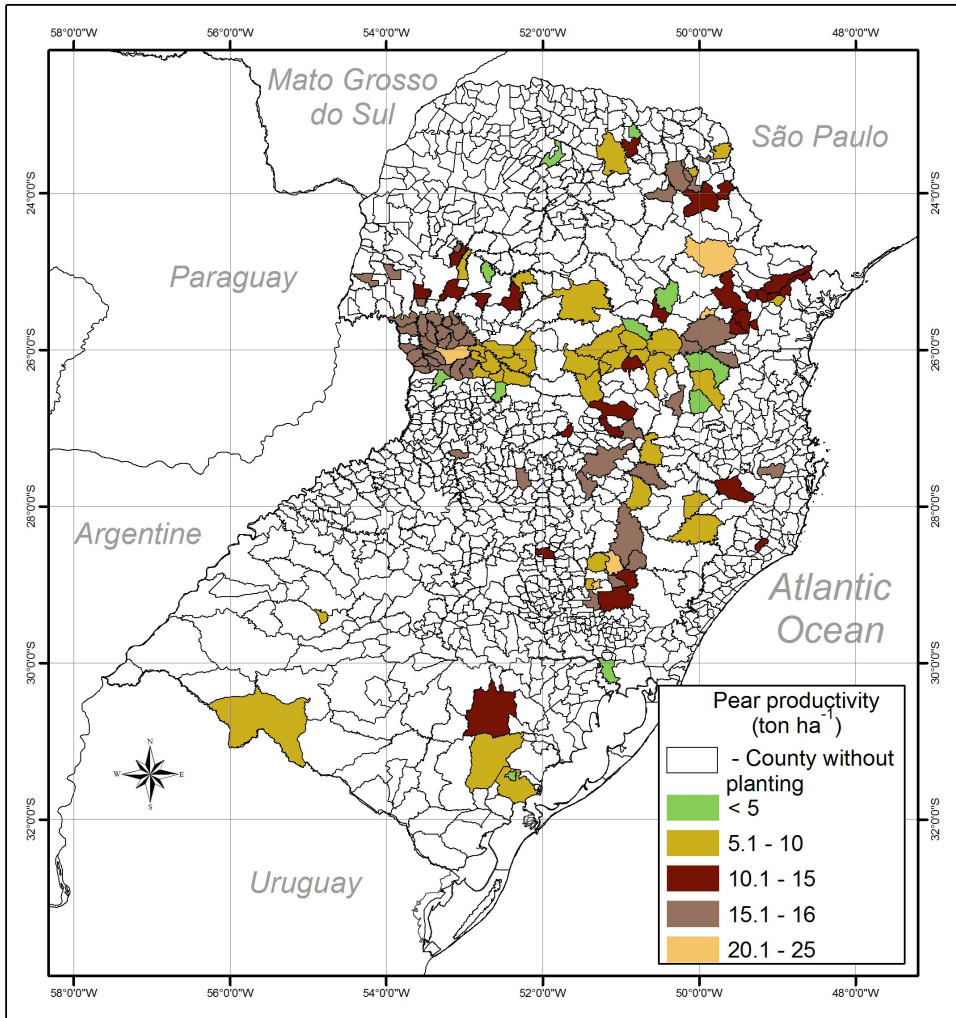 58°0'0"W 56°0'0"W 54°0'0"W 52°0'0"W 50°0'0"W 48°0'0"W
Mato Grosso
do Sul
São Paulo
24°0'0"S
24°0'0"S
Paraguay
26°0'0"S
26°0'0"S
28°0'0"S
28°0'0"S
Argentine
Atlantic
Ocean
30°0'0"S
30°0'0"S
N
W E
S
32°0'0"S
32°0'0"S
Uruguay
Pear productivity
(ton ha⁻¹)
- County without
planting
< 5
5.1 - 10
10.1 - 15
15.1 - 16
20.1 - 25
58°0'0"W 56°0'0"W 54°0'0"W 52°0'0"W 50°0'0"W 48°0'0"W